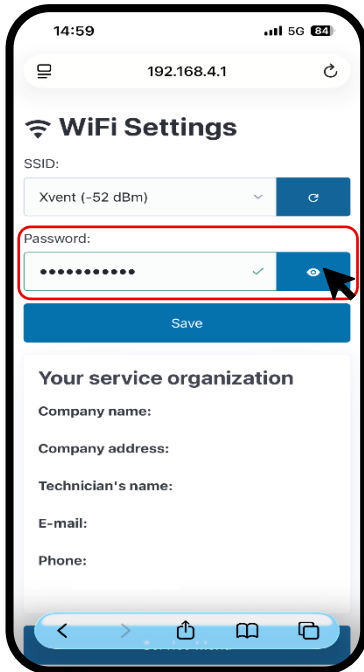 14:59
5G 84
192.168.4.1
WiFi Settings
SSID:
Xvent (-52 dBm)
Password:
•••••••••••
Save
Your service organization
Company name:
Company address:
Technician's name:
E-mail:
Phone: